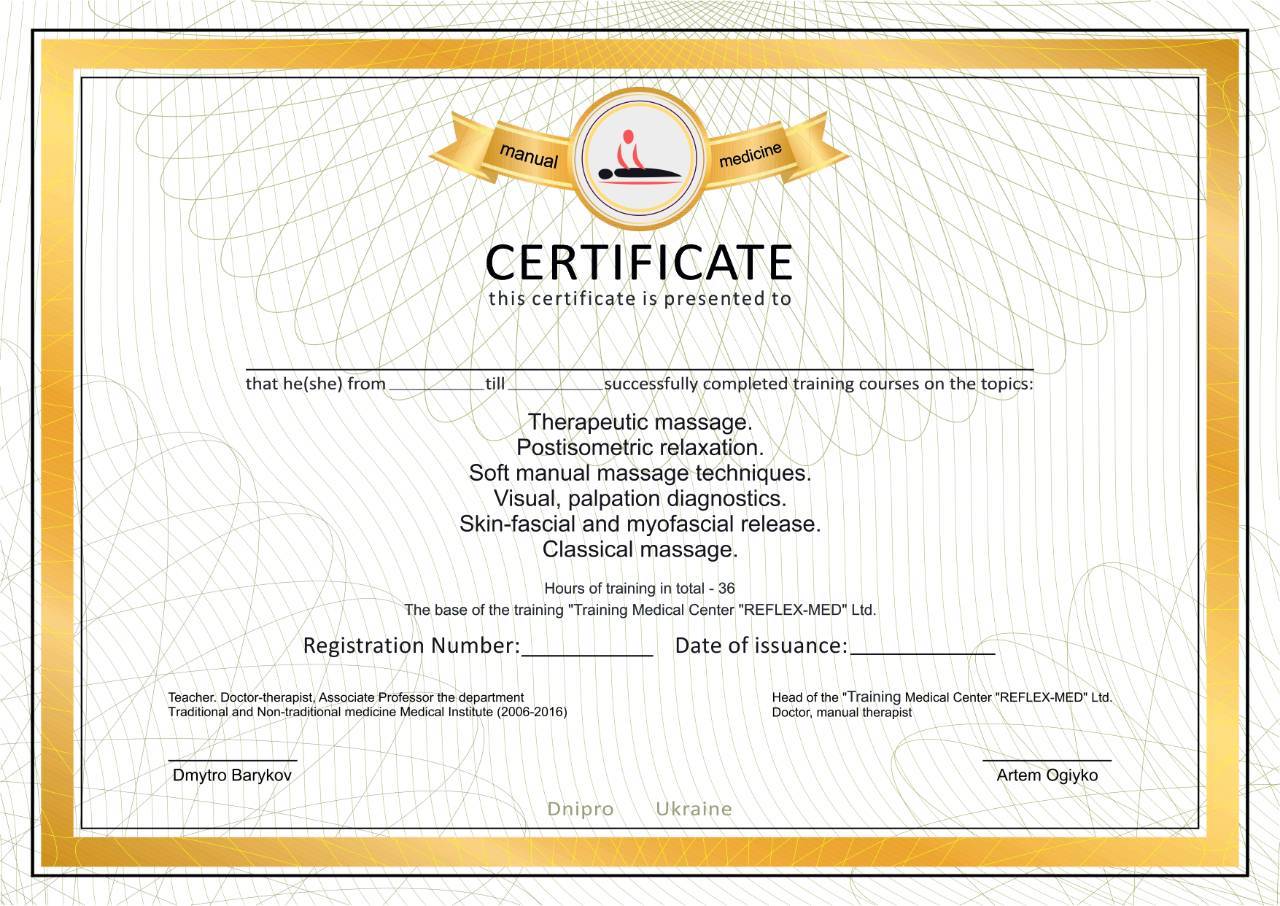 manual medicine
CERTIFICATE
this certificate is presented to
that he(she) from __________ till __________ successfully completed training courses on the topics:
Therapeutic massage.
Postisometric relaxation.
Soft manual massage techniques.
Visual, palpation diagnostics.
Skin-fascial and myofascial release.
Classical massage.
Hours of training in total - 36
The base of the training "Training Medical Center "REFLEX-MED" Ltd.
Registration Number:___________ Date of issuance:____________
Teacher. Doctor-therapist, Associate Professor the department
Traditional and Non-traditional medicine Medical Institute (2006-2016)
Dmytro Barykov
Head of the "Training Medical Center "REFLEX-MED" Ltd.
Doctor, manual therapist
Artem Ogiyko
Dnipro Ukraine